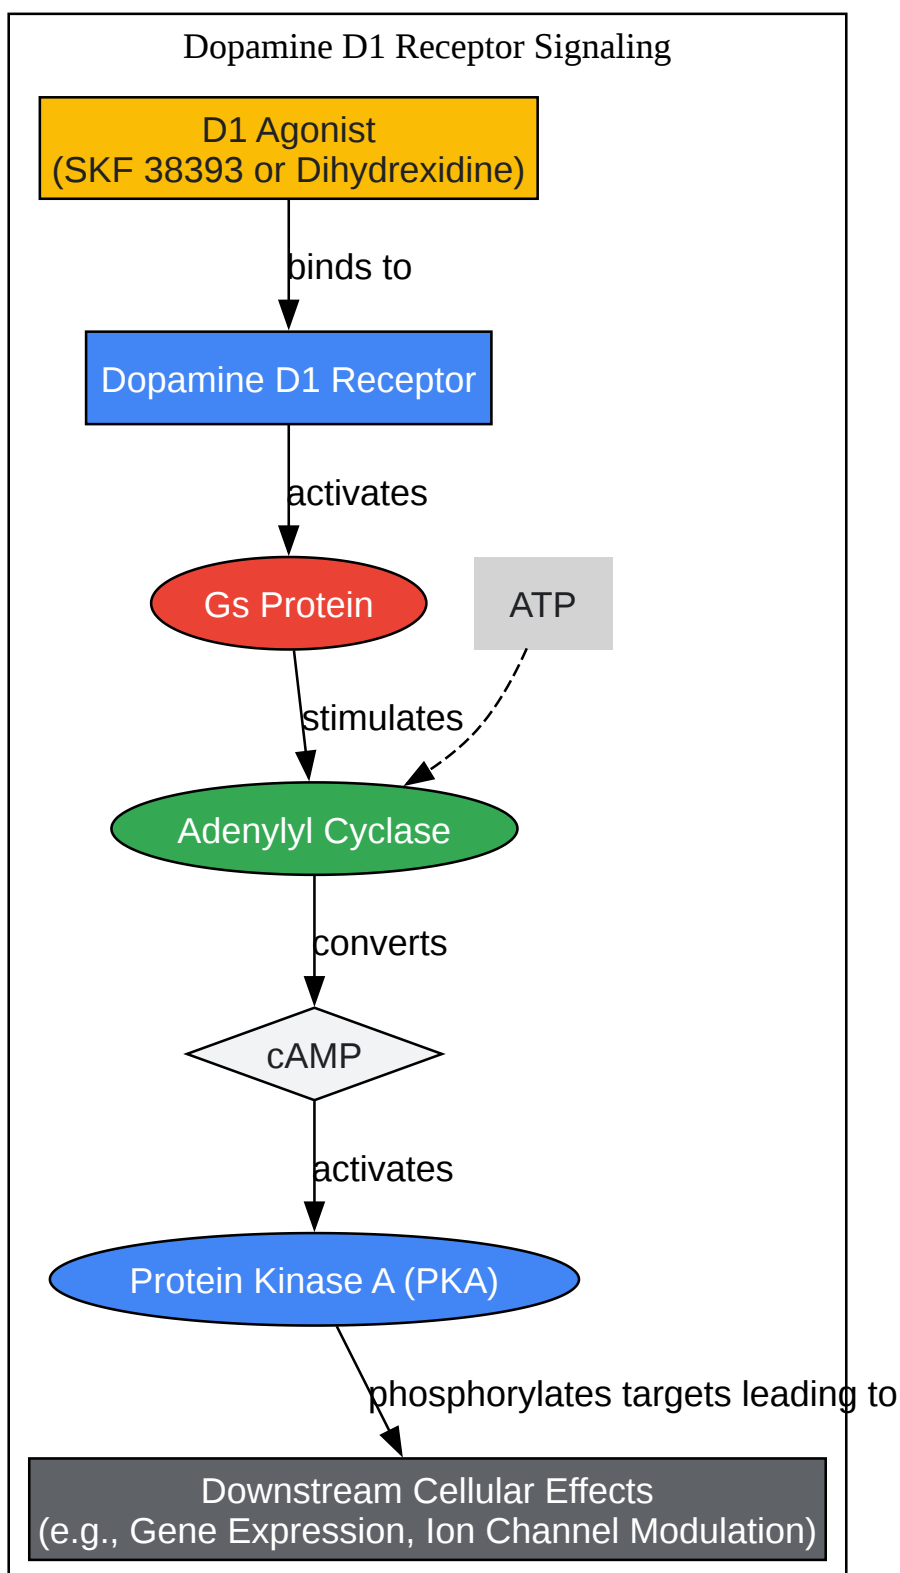 Dopamine D1 Receptor Signaling
D1 Agonist
(SKF 38393 or Dihydrexidine)
binds to
Dopamine D1 Receptor
activates
Gs Protein
ATP
stimulates
Adenylyl Cyclase
converts
cAMP
activates
Protein Kinase A (PKA)
phosphorylates targets leading to
Downstream Cellular Effects
(e.g., Gene Expression, Ion Channel Modulation)